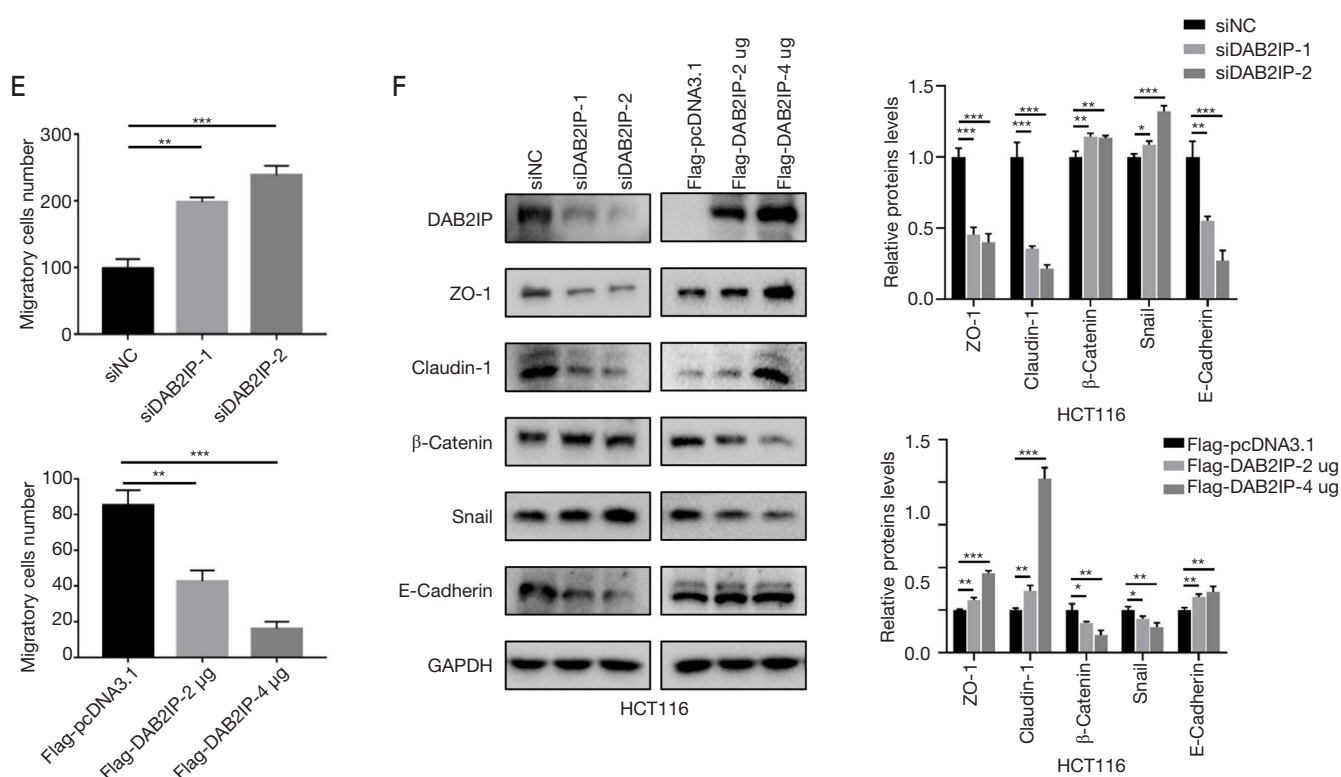 E
Migratory cells number
300
200
100
0
**
***
siNC
siDAB2IP-1
siDAB2IP-2
Migratory cells number
100
80
60
40
20
0
**
***
Flag-pcDNA3.1
Flag-DAB2IP-2 μg
Flag-DAB2IP-4 μg
F
siNC
siDAB2IP-1
siDAB2IP-2
Flag-pcDNA3.1
Flag-DAB2IP-2 ug
Flag-DAB2IP-4 ug
DAB2IP
ZO-1
Claudin-1
β-Catenin
Snail
E-Cadherin
GAPDH
HCT116
siNC
siDAB2IP-1
siDAB2IP-2
Relative proteins levels
1.5
1.0
0.5
0.0
***
***
***
***
**
**
***
*
***
**
ZO-1
Claudin-1
β-Catenin
Snail
E-Cadherin
HCT116
Flag-pcDNA3.1
Flag-DAB2IP-2 ug
Flag-DAB2IP-4 ug
Relative proteins levels
1.5
1.0
0.5
0.0
***
**
***
**
**
*
**
*
**
**
ZO-1
Claudin-1
β-Catenin
Snail
E-Cadherin
HCT116